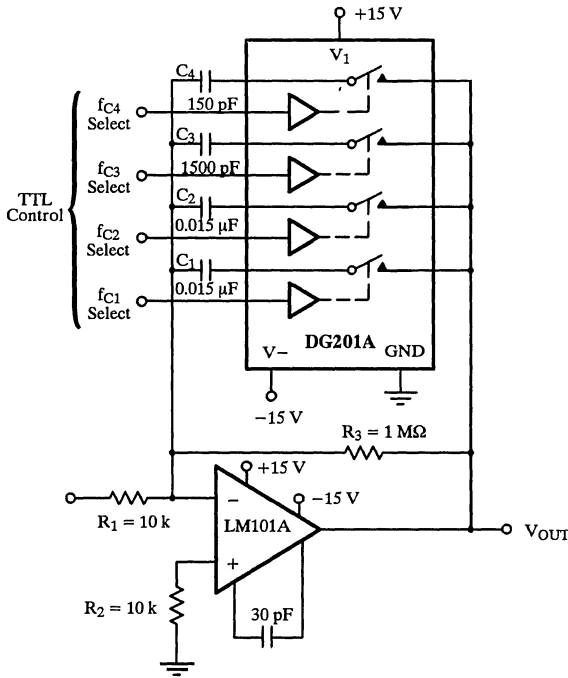 +15 V
V1
C4
150 pF
fC4
Select
C3
1500 pF
fC3
Select
TTL
Control
C2
0.015 µF
fC2
Select
C1
0.015 µF
fC1
Select
DG201A
V−
GND
−15 V
R3 = 1 MΩ
+15 V
−15 V
R1 = 10 k
−
LM101A
+
VOUT
R2 = 10k
30 pF